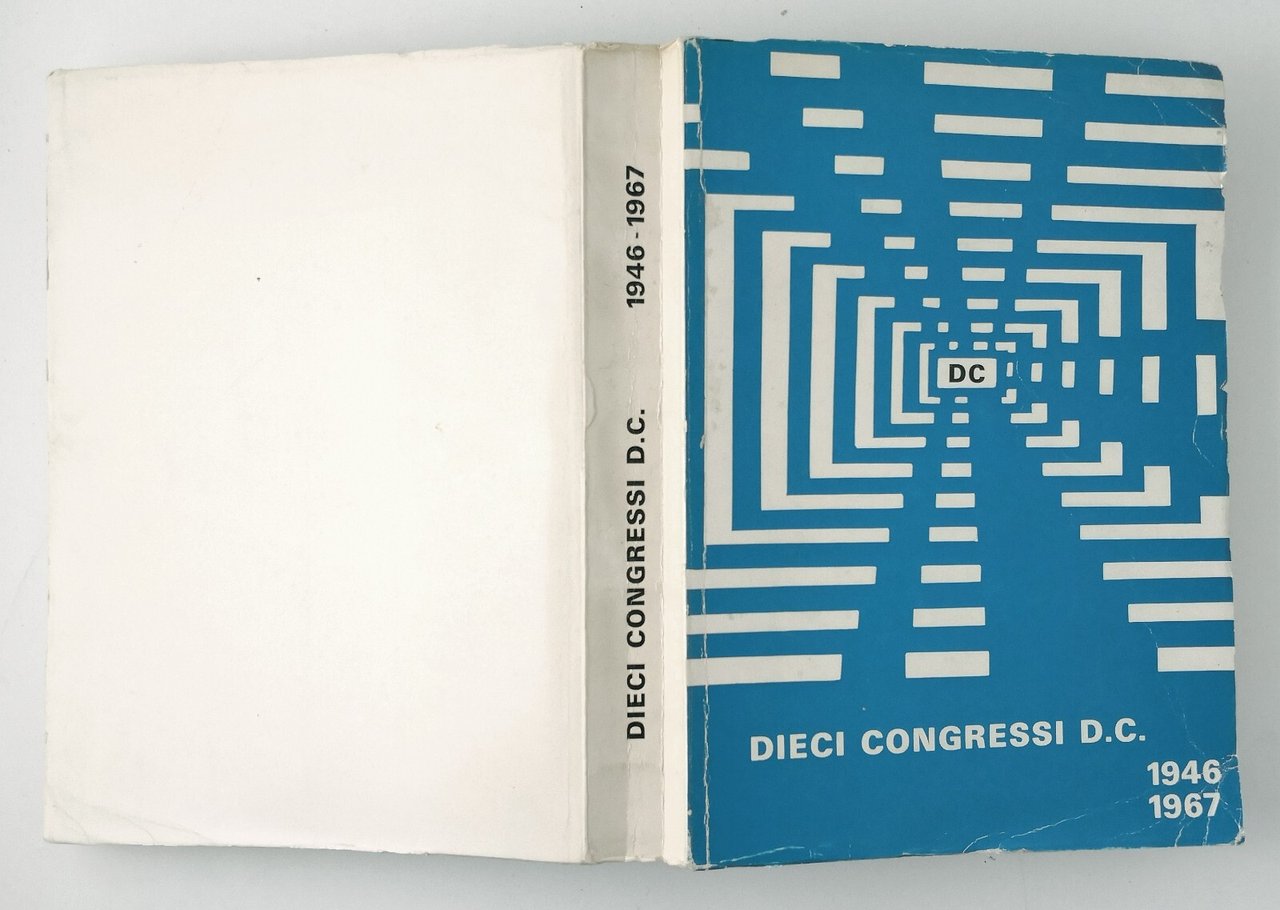 DIECI CONGRESSI D.C. 1946 - 1967
DC
DIECI CONGRESSI D.C.
1946
1967